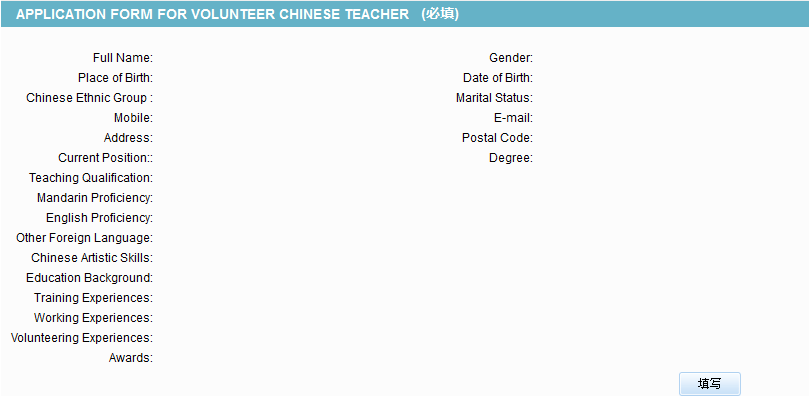 APPLICATION FORM FOR VOLUNTEER CHINESE TEACHER (必填)
Full Name: Gender:
Place of Birth: Date of Birth:
Chinese Ethnic Group : Marital Status:
Mobile: E-mail:
Address: Postal Code:
Current Position:: Degree:
Teaching Qualification:
Mandarin Proficiency:
English Proficiency:
Other Foreign Language:
Chinese Artistic Skills:
Education Background:
Training Experiences:
Working Experiences:
Volunteering Experiences:
Awards:
填写